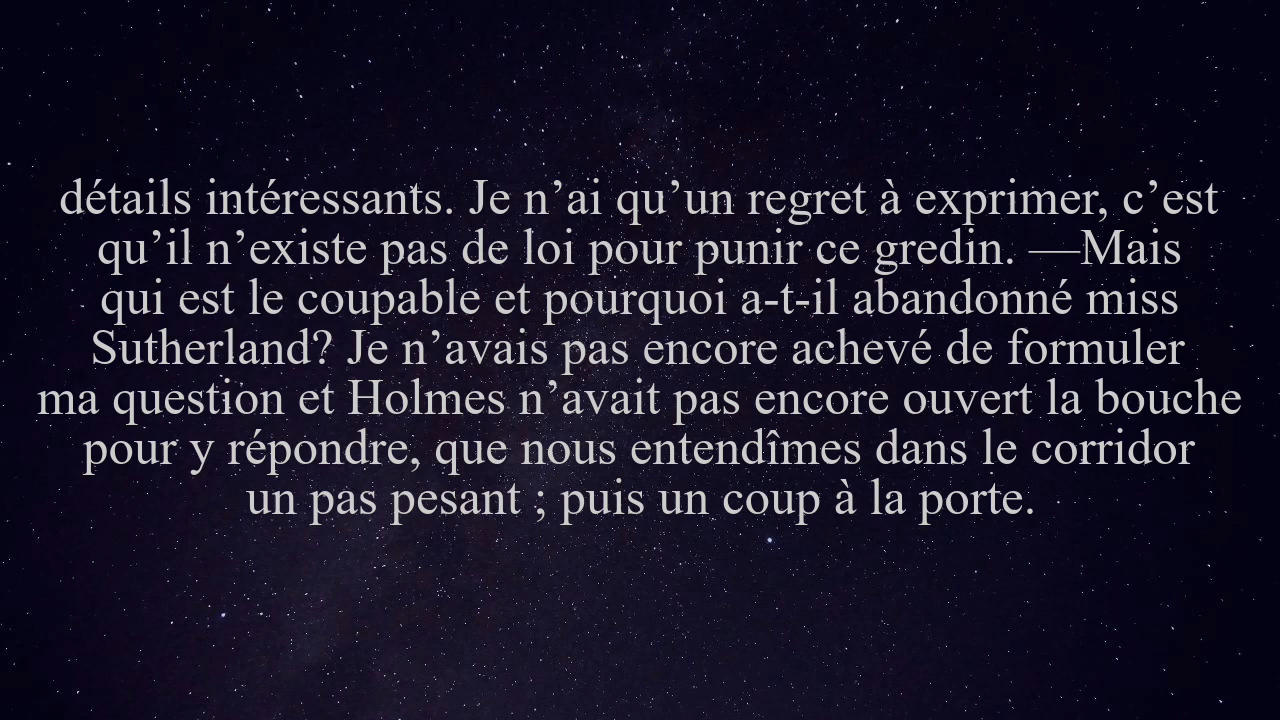 détails intéressants. Je n’ai qu’un regret à exprimer, c’est
qu’il n’existe pas de loi pour punir ce gredin. —Mais
qui est le coupable et pourquoi a-t-il abandonné miss
Sutherland? Je n’avais pas encore achevé de formuler
ma question et Holmes n’avait pas encore ouvert la bouche
pour y répondre, que nous entendîmes dans le corridor
un pas pesant ; puis un coup à la porte.